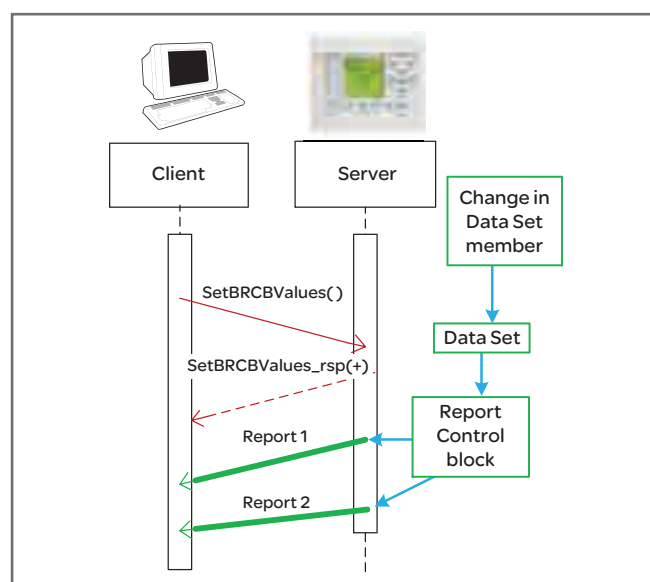 Client
Server
Change in
Data Set
member
SetBRCBValues( )
Data Set
SetBRCBValues_rsp(+)
Report
Control
block
Report 1
Report 2